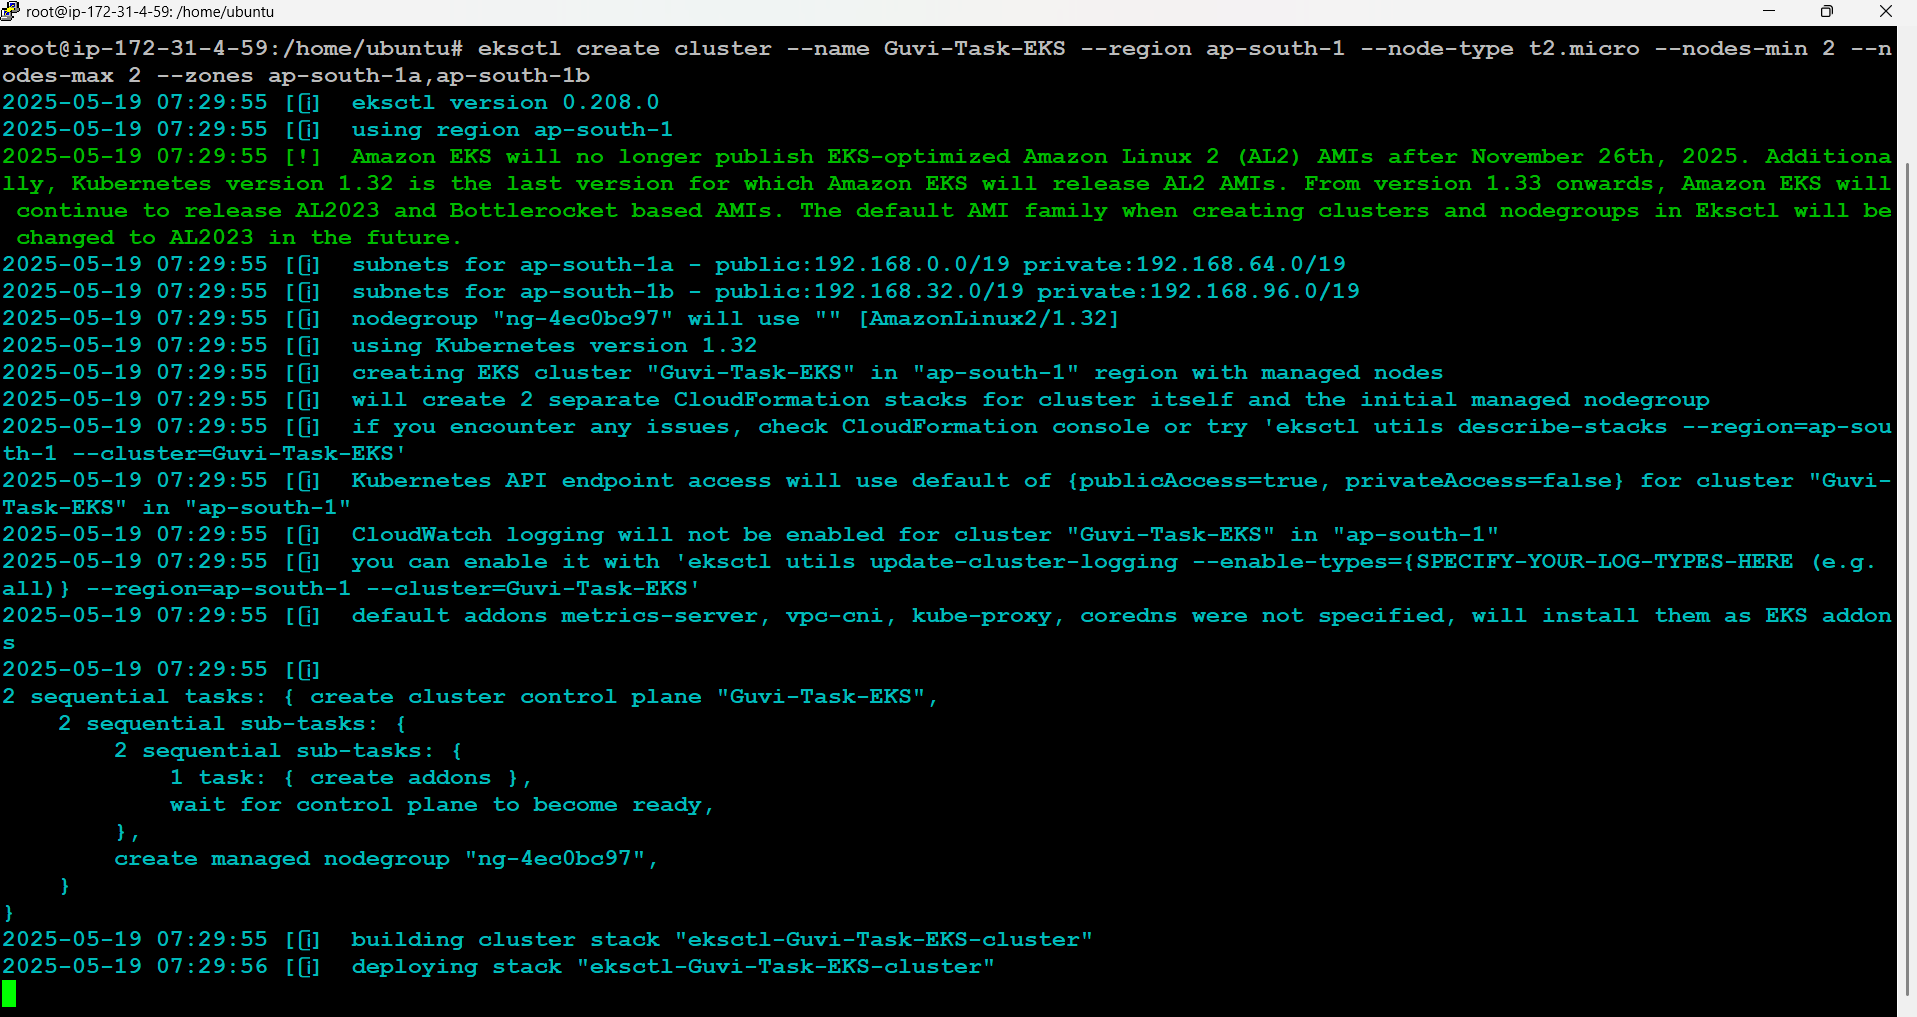 root@ip-172-31-4-59: /home/ubuntu
root@ip-172-31-4-59:/home/ubuntu# eksctl create cluster --name Guvi-Task-EKS --region ap-south-1 --node-type t2.micro --nodes-min 2 --n
odes-max 2 --zones ap-south-1a,ap-south-1b
2025-05-19 07:29:55 [ℹ]  eksctl version 0.208.0
2025-05-19 07:29:55 [ℹ]  using region ap-south-1
2025-05-19 07:29:55 [!]  Amazon EKS will no longer publish EKS-optimized Amazon Linux 2 (AL2) AMIs after November 26th, 2025. Additiona
lly, Kubernetes version 1.32 is the last version for which Amazon EKS will release AL2 AMIs. From version 1.33 onwards, Amazon EKS will
 continue to release AL2023 and Bottlerocket based AMIs. The default AMI family when creating clusters and nodegroups in Eksctl will be
 changed to AL2023 in the future.
2025-05-19 07:29:55 [ℹ]  subnets for ap-south-1a - public:192.168.0.0/19 private:192.168.64.0/19
2025-05-19 07:29:55 [ℹ]  subnets for ap-south-1b - public:192.168.32.0/19 private:192.168.96.0/19
2025-05-19 07:29:55 [ℹ]  nodegroup "ng-4ec0bc97" will use "" [AmazonLinux2/1.32]
2025-05-19 07:29:55 [ℹ]  using Kubernetes version 1.32
2025-05-19 07:29:55 [ℹ]  creating EKS cluster "Guvi-Task-EKS" in "ap-south-1" region with managed nodes
2025-05-19 07:29:55 [ℹ]  will create 2 separate CloudFormation stacks for cluster itself and the initial managed nodegroup
2025-05-19 07:29:55 [ℹ]  if you encounter any issues, check CloudFormation console or try 'eksctl utils describe-stacks --region=ap-sou
th-1 --cluster=Guvi-Task-EKS'
2025-05-19 07:29:55 [ℹ]  Kubernetes API endpoint access will use default of {publicAccess=true, privateAccess=false} for cluster "Guvi-
Task-EKS" in "ap-south-1"
2025-05-19 07:29:55 [ℹ]  CloudWatch logging will not be enabled for cluster "Guvi-Task-EKS" in "ap-south-1"
2025-05-19 07:29:55 [ℹ]  you can enable it with 'eksctl utils update-cluster-logging --enable-types={SPECIFY-YOUR-LOG-TYPES-HERE (e.g.
all)} --region=ap-south-1 --cluster=Guvi-Task-EKS'
2025-05-19 07:29:55 [ℹ]  default addons metrics-server, vpc-cni, kube-proxy, coredns were not specified, will install them as EKS addon
s
2025-05-19 07:29:55 [ℹ]
2 sequential tasks: { create cluster control plane "Guvi-Task-EKS",
    2 sequential sub-tasks: {
        2 sequential sub-tasks: {
            1 task: { create addons },
            wait for control plane to become ready,
        },
        create managed nodegroup "ng-4ec0bc97",
    }
}
2025-05-19 07:29:55 [ℹ]  building cluster stack "eksctl-Guvi-Task-EKS-cluster"
2025-05-19 07:29:56 [ℹ]  deploying stack "eksctl-Guvi-Task-EKS-cluster"